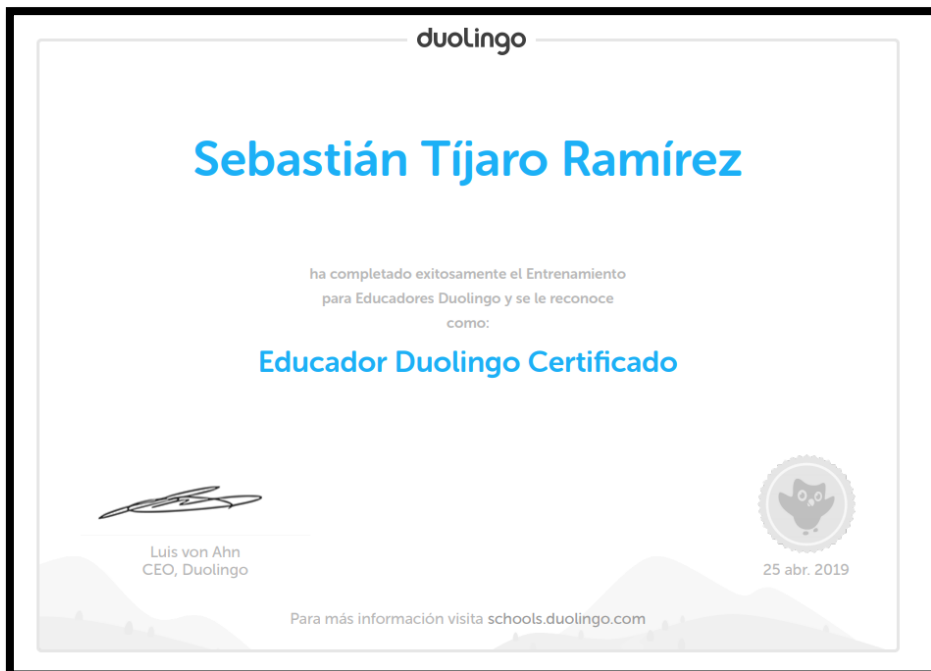 duolingo
Sebastián Tíjaro Ramírez
ha completado exitosamente el Entrenamiento
para Educadores Duolingo y se le reconoce
como:
Educador Duolingo Certificado
Luis von Ahn
CEO, Duolingo
25 abr. 2019
Para más información visita schools.duolingo.com